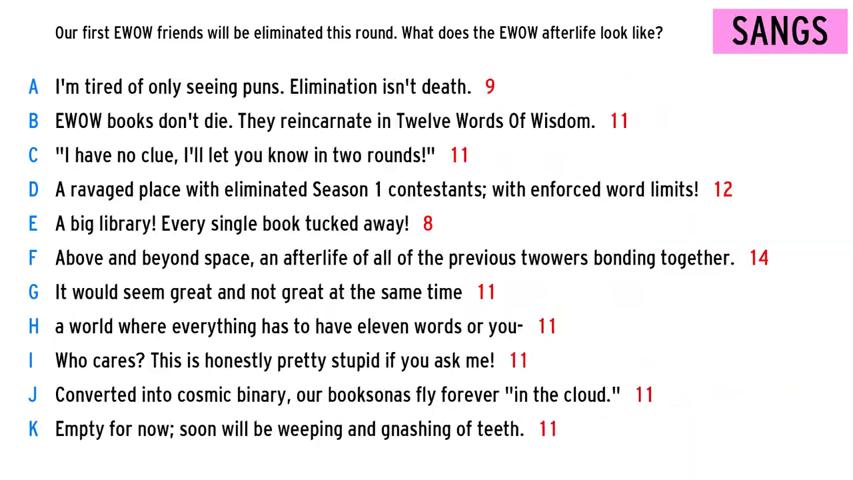 Our first EWOW friends will be eliminated this round. What does the EWOW afterlife look like?
SANGS
A I'm tired of only seeing puns. Elimination isn't death. 9
B EWOW books don't die. They reincarnate in Twelve Words Of Wisdom. 11
C "I have no clue, I'll let you know in two rounds!" 11
D A ravaged place with eliminated Season 1 contestants; with enforced word limits! 12
E A big library! Every single book tucked away! 8
F Above and beyond space, an afterlife of all of the previous twowers bonding together. 14
G It would seem great and not great at the same time 11
H a world where everything has to have eleven words or you- 11
I Who cares? This is honestly pretty stupid if you ask me! 11
J Converted into cosmic binary, our booksonas fly forever "in the cloud." 11
K Empty for now; soon will be weeping and gnashing of teeth. 11